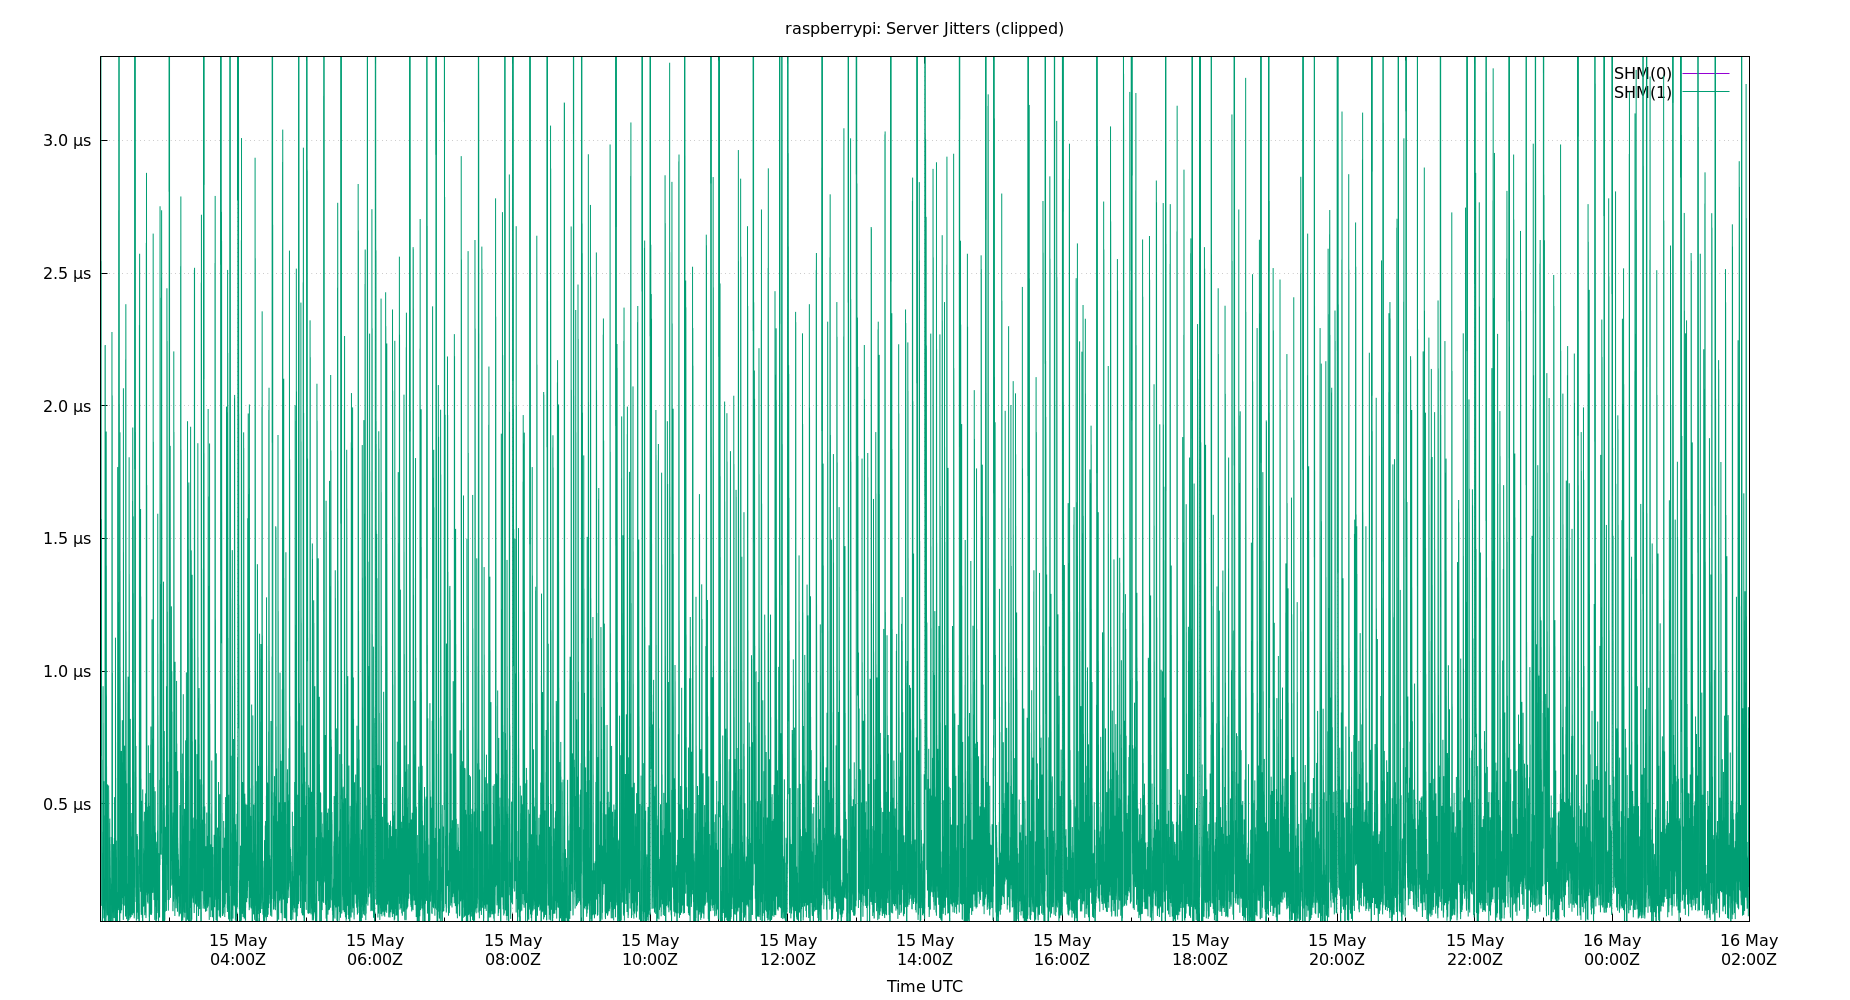 raspberrypi: Server Jitters (clipped)
SHM(0)
SHM(1)
3.0 µs
2.5 µs
2.0 µs
1.5 µs
1.0 µs
0.5 µs
15 May 15 May 15 May 15 May 15 May 15 May 15 May 15 May 15 May 15 May 16 May 16 May
04:00Z 06:00Z 08:00Z 10:00Z 12:00Z 14:00Z 16:00Z 18:00Z 20:00Z 22:00Z 00:00Z 02:00Z
Time UTC